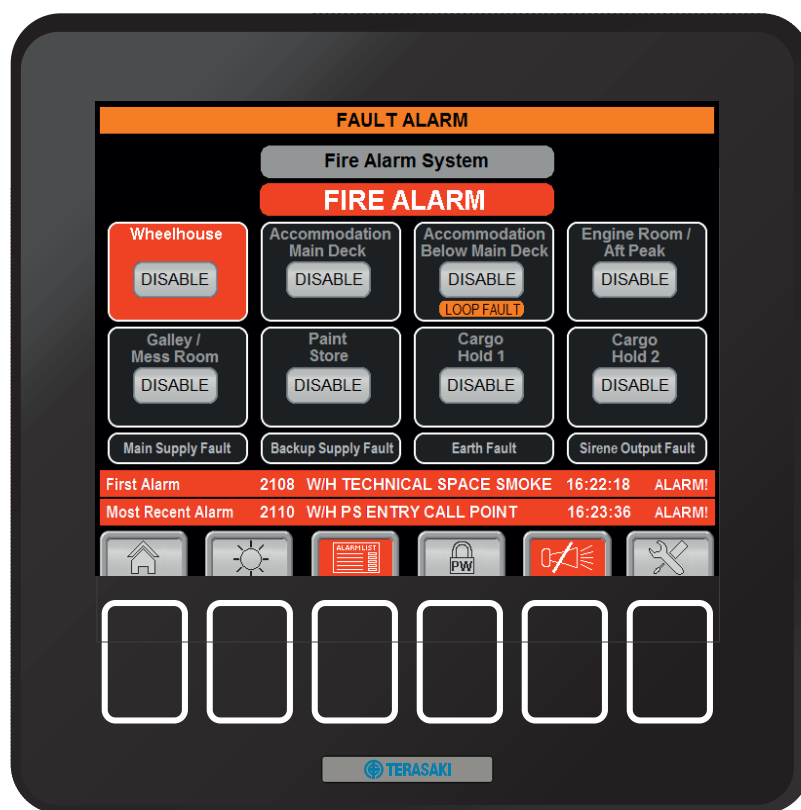 FAULT ALARM
Fire Alarm System
FIRE ALARM
Wheelhouse
DISABLE
Accommodation
Main Deck
DISABLE
Accommodation
Below Main Deck
DISABLE
LOOP FAULT
Engine Room /
Aft Peak
DISABLE
Galley /
Mess Room
DISABLE
Paint
Store
DISABLE
Cargo
Hold 1
DISABLE
Cargo
Hold 2
DISABLE
Main Supply Fault
Backup Supply Fault
Earth Fault
Sirene Output Fault
First Alarm 2108 W/H TECHNICAL SPACE SMOKE 16:22:18 ALARM!
Most Recent Alarm 2110 W/H PS ENTRY CALL POINT 16:23:36 ALARM!
ALARM LIST
PW
TERASAKI